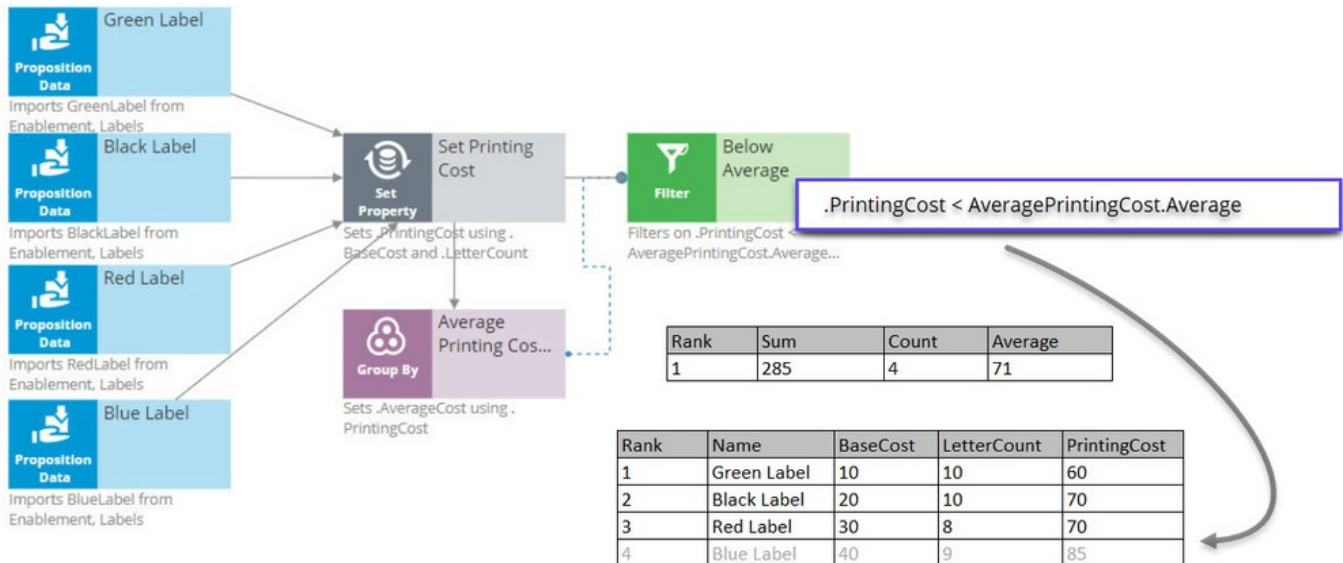 Green Label
Proposition
Data
Imports GreenLabel from
Enablement, Labels
Black Label
Proposition
Data
Imports BlackLabel from
Enablement, Labels
Red Label
Proposition
Data
Imports RedLabel from
Enablement, Labels
Blue Label
Proposition
Data
Imports BlueLabel from
Enablement, Labels
Set Printing
Cost
Set
Property
Sets .PrintingCost using .
BaseCost and .LetterCount
Average
Printing Cos...
Group By
Sets .AverageCost using .
PrintingCost
Below
Average
Filter
Filters on .PrintingCost <
AveragePrintingCost.Average...
.PrintingCost < AveragePrintingCost.Average
Rank Sum Count Average
1 285 4 71
Rank Name BaseCost LetterCount PrintingCost
1 Green Label 10 10 60
2 Black Label 20 10 70
3 Red Label 30 8 70
4 Blue Label 40 9 85